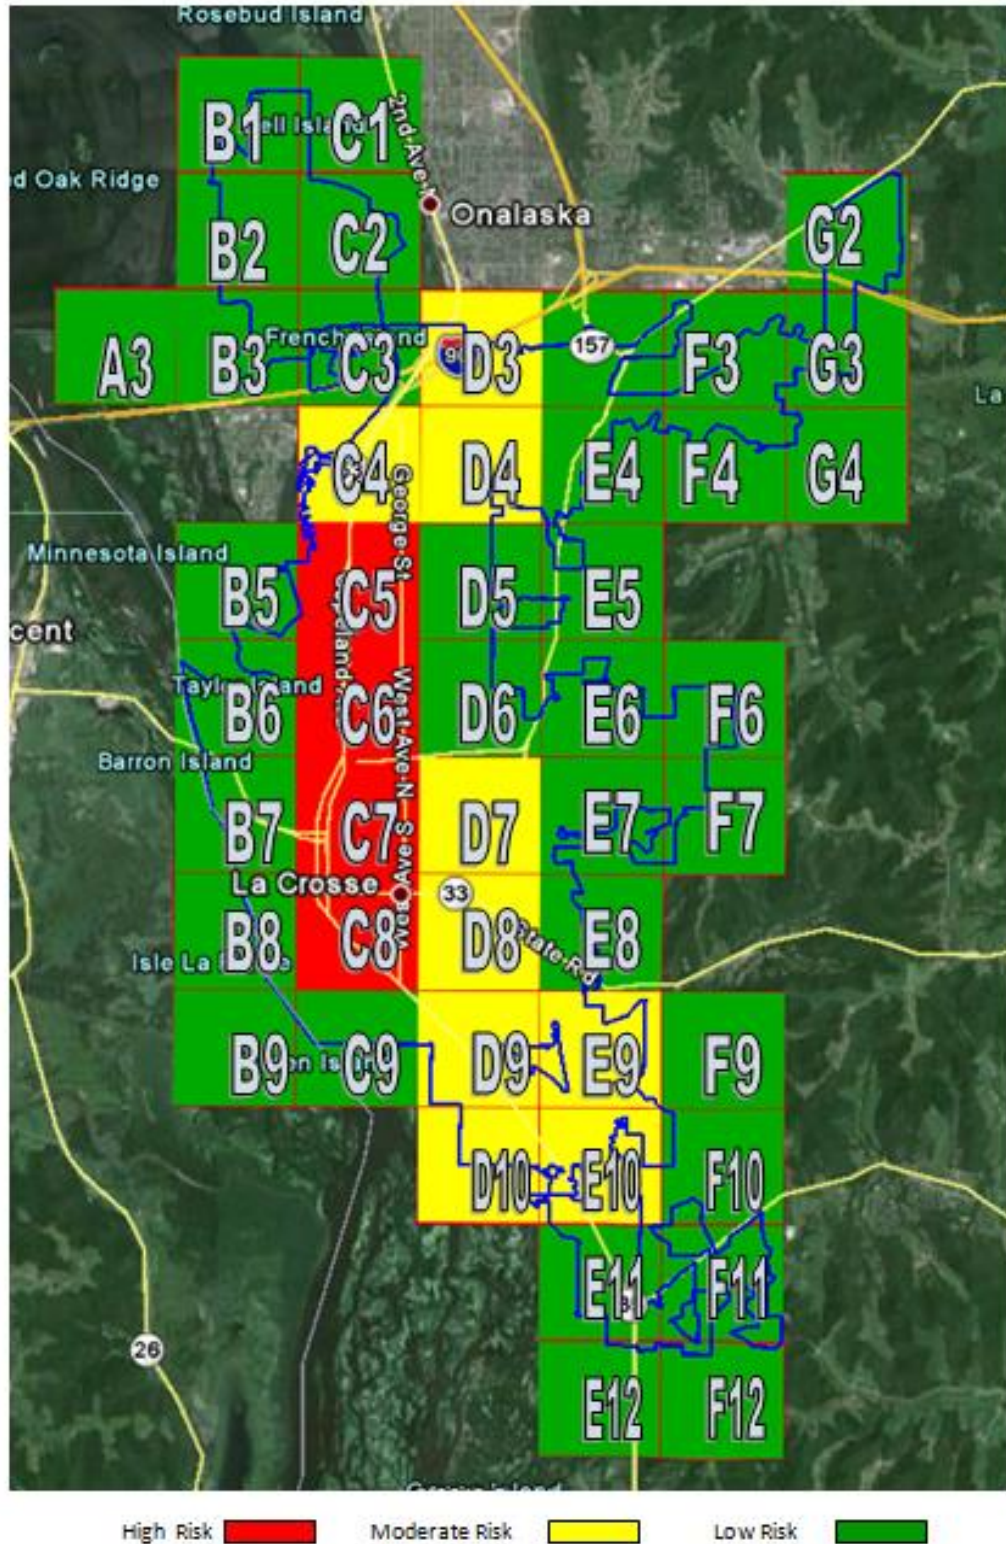 Rosebud Island
B1
C1
2nd Ave N
Oak Ridge
Onalaska
B2
C2
G2
A3
B3
C3
D3
157
F3
G3
La
C4
D4
E4
F4
G4
George St
Minnesota Island
B5
C5
D5
E5
cent
B6
C6
D6
E6
F6
West Ave N
Barron Island
B7
C7
D7
E7
F7
West Ave S
La Crosse
33
B8
C8
D8
E8
Isle La
State Rd
B9
C9
D9
E9
F9
D10
E10
F10
E11
F11
26
E12
F12
High Risk
Moderate Risk
Low Risk